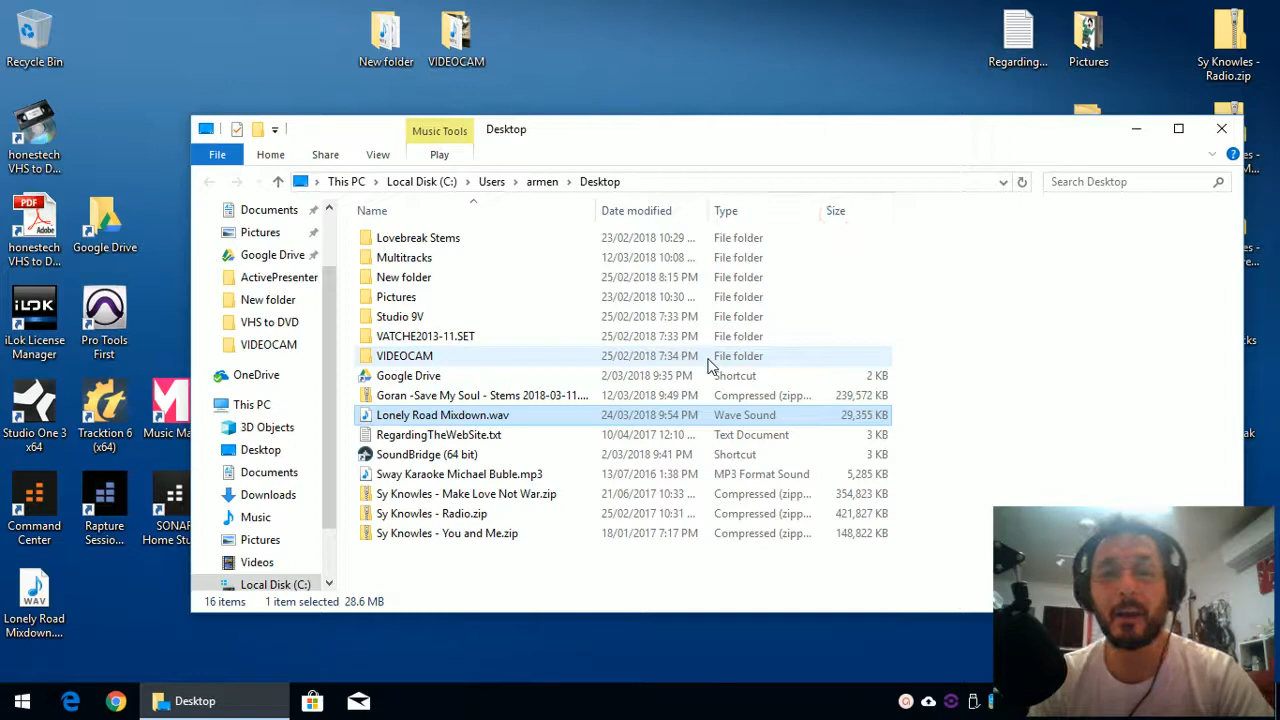 Recycle Bin
New folder
VIDEOCAM
Regarding...
Pictures
Sy Knowles -
Radio.zip
honestech
VHS to D...
honestech
VHS to D...
Google Drive
iLok License
Manager
Pro Tools
First
Studio One 3
x64
Tracktion 6
(x64)
Music Ma
Command
Center
Rapture
Sessio...
SONAR
Home Stu
Lonely Road
Mixdown....
Music Tools
Desktop
File
Home
Share
View
Play
This PC
Local Disk (C:)
Users
armen
Desktop
Search Desktop
Documents
Pictures
Google Drive
ActivePresenter
New folder
VHS to DVD
VIDEOCAM
OneDrive
This PC
3D Objects
Desktop
Documents
Downloads
Music
Pictures
Videos
Local Disk (C:)
Name Date modified Type Size
Lovebreak Stems 23/02/2018 10:29 ... File folder
Multitracks 12/03/2018 10:08 ... File folder
New folder 25/02/2018 8:15 PM File folder
Pictures 23/02/2018 10:30 ... File folder
Studio 9V 25/02/2018 7:33 PM File folder
VATCHE2013-11.SET 25/02/2018 7:33 PM File folder
VIDEOCAM 25/02/2018 7:34 PM File folder
Google Drive 2/03/2018 9:35 PM Shortcut 2 KB
Goran -Save My Soul - Stems 2018-03-11.... 12/03/2018 9:49 PM Compressed (zipp... 239,572 KB
Lonely Road Mixdown.wav 24/03/2018 9:54 PM Wave Sound 29,355 KB
RegardingTheWebSite.txt 10/04/2017 12:10 ... Text Document 3 KB
SoundBridge (64 bit) 2/03/2018 9:41 PM Shortcut 3 KB
Sway Karaoke Michael Buble.mp3 13/07/2016 1:38 PM MP3 Format Sound 5,285 KB
Sy Knowles - Make Love Not War.zip 21/06/2017 10:33 ... Compressed (zipp... 354,823 KB
Sy Knowles - Radio.zip 25/02/2017 10:31 ... Compressed (zipp... 421,827 KB
Sy Knowles - You and Me.zip 18/01/2017 7:17 PM Compressed (zipp... 148,822 KB
16 items 1 item selected 28.6 MB
Desktop